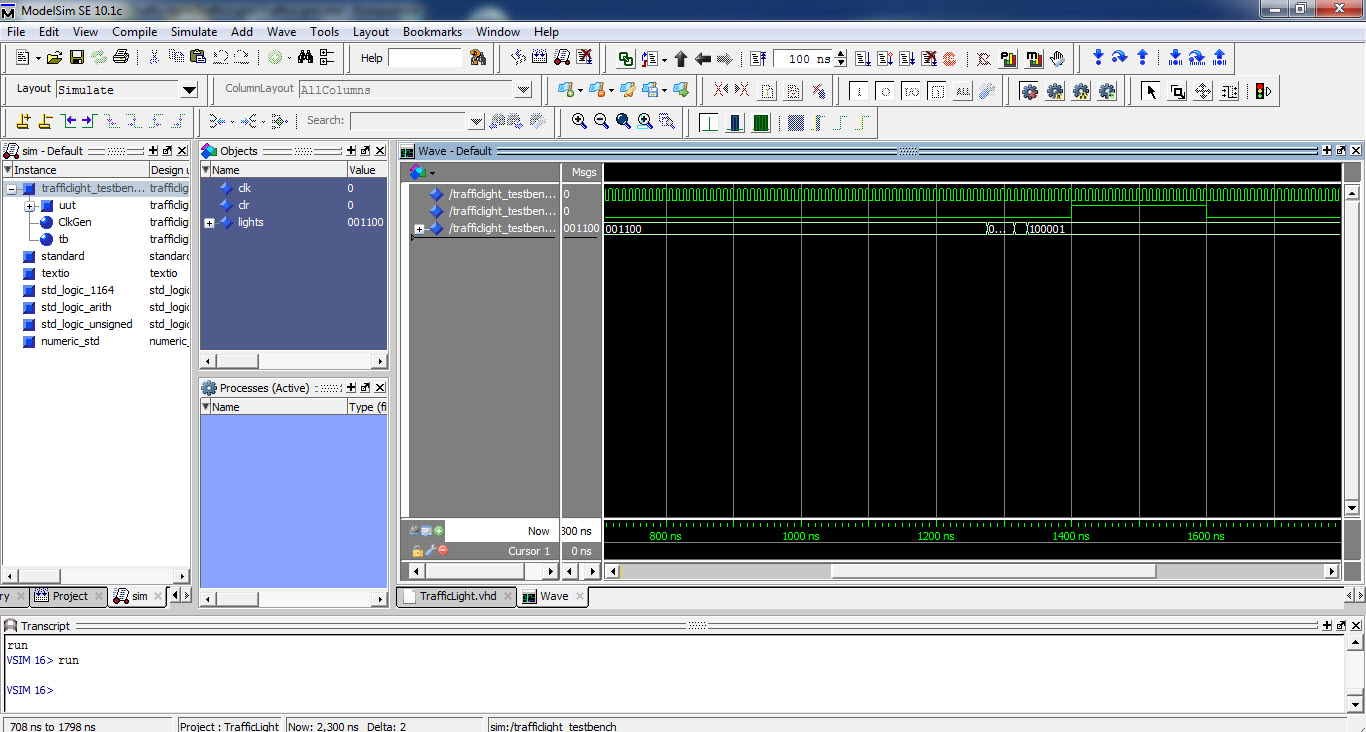 ModelSim SE 10.1c
File Edit View Compile Simulate Add Wave Tools Layout Bookmarks Window Help
Help 100 ns
Layout Simulate ColumnLayout AllColumns
Search:
sim - Default
Instance Design u
trafficlight_testben... trafficlig
uut trafficlig
ClkGen trafficlig
tb trafficlig
standard standard
textio textio
std_logic_1164 std_logic
std_logic_arith std_logic
std_logic_unsigned std_logic
numeric_std numeric_
Objects
Name Value
clk 0
clr 0
lights 001100
Processes (Active)
Name Type (fi
Wave - Default
Msgs
/trafficlight_testben... 0
/trafficlight_testben... 0
/trafficlight_testben... 001100 001100 0... 100001
Now 300 ns
800 ns 1000 ns 1200 ns 1400 ns 1600 ns
Cursor 1 0 ns
ry Project sim
TrafficLight.vhd Wave
Transcript
run
VSIM 16> run
VSIM 16>
708 ns to 1798 ns Project : TrafficLight Now: 2,300 ns Delta: 2 sim:/trafficlight_testbench